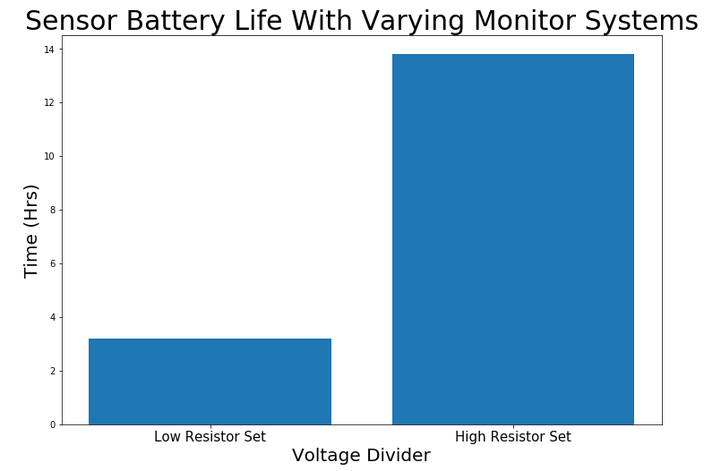 Sensor Battery Life With Varying Monitor Systems
Time (Hrs)
14
12
10
8
6
4
2
0
Low Resistor Set
High Resistor Set
Voltage Divider